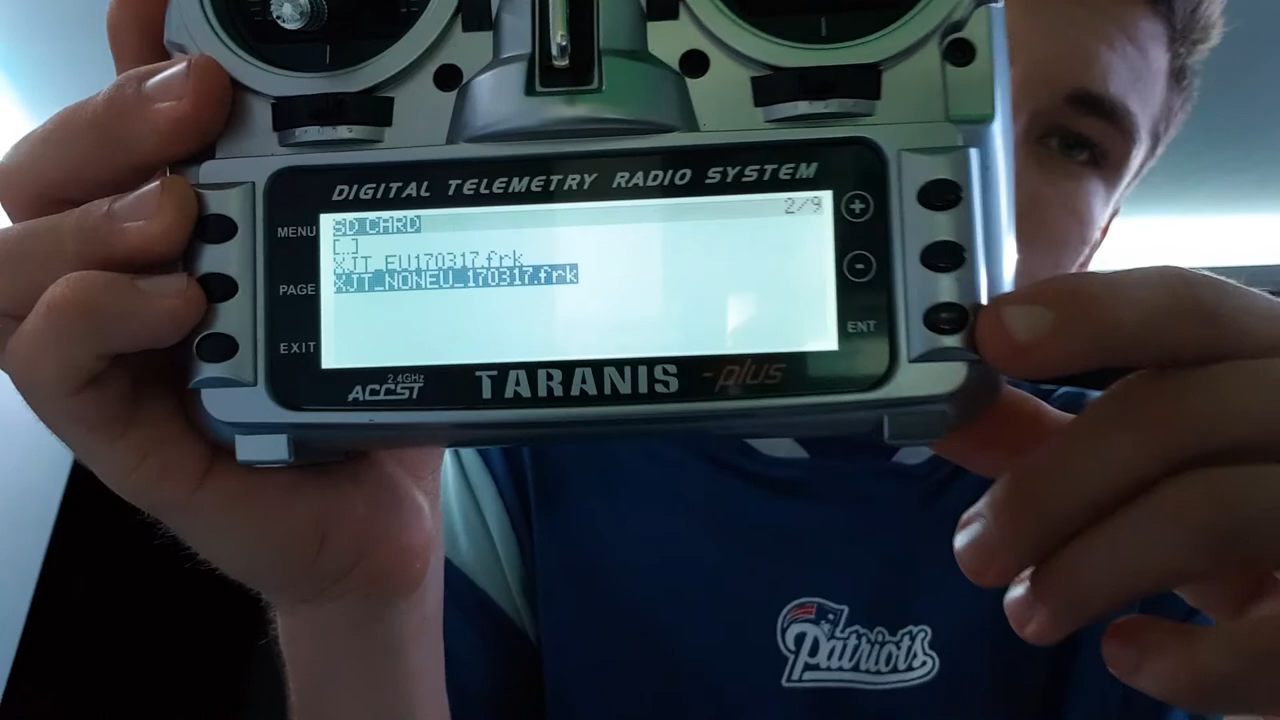 DIGITAL TELEMETRY RADIO SYSTEM
MENU
PAGE
EXIT
SD CARD
2/9
[..]
XJT_EU170317.frk
XJT_NONEU_170317.frk
+
-
ENT
2.4GHz
ACCST
TARANIS -plus
Patriots